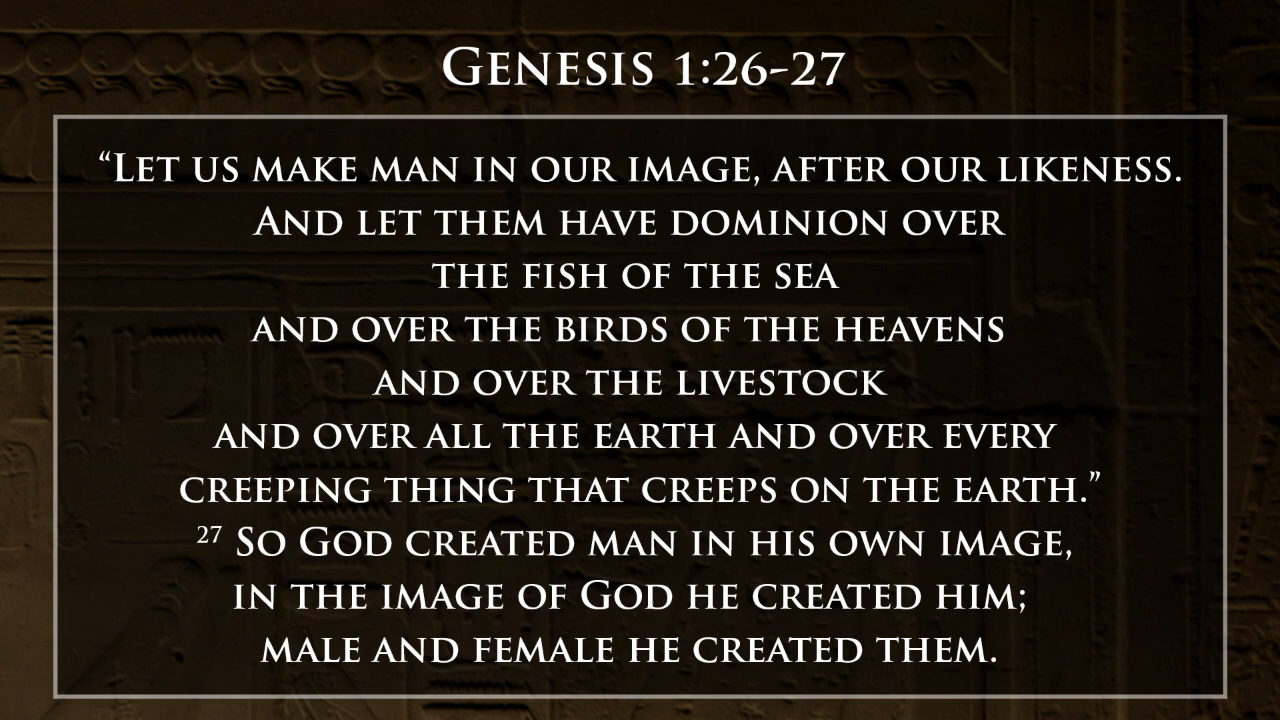 Genesis 1:26-27
“Let us make man in our image, after our likeness.
And let them have dominion over
the fish of the sea
and over the birds of the heavens
and over the livestock
and over all the earth and over every
creeping thing that creeps on the earth.”
27 So God created man in his own image,
in the image of God he created him;
male and female he created them.